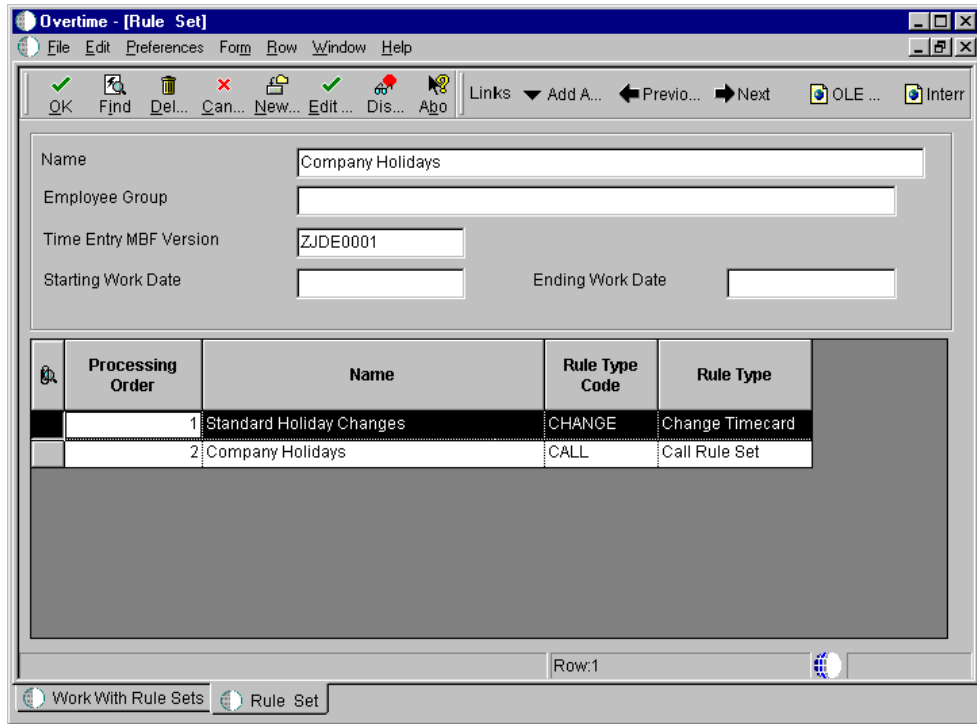 Overtime - [Rule Set]
File Edit Preferences Form Row Window Help
OK Find Del... Can... New... Edit ... Dis... Abo Links Add A... Previo... Next OLE ... Interr
Name Company Holidays
Employee Group
Time Entry MBF Version ZJDE0001
Starting Work Date Ending Work Date
Processing Order Name Rule Type Code Rule Type
1 Standard Holiday Changes CHANGE Change Timecard
2 Company Holidays CALL Call Rule Set
Row:1
Work With Rule Sets Rule Set